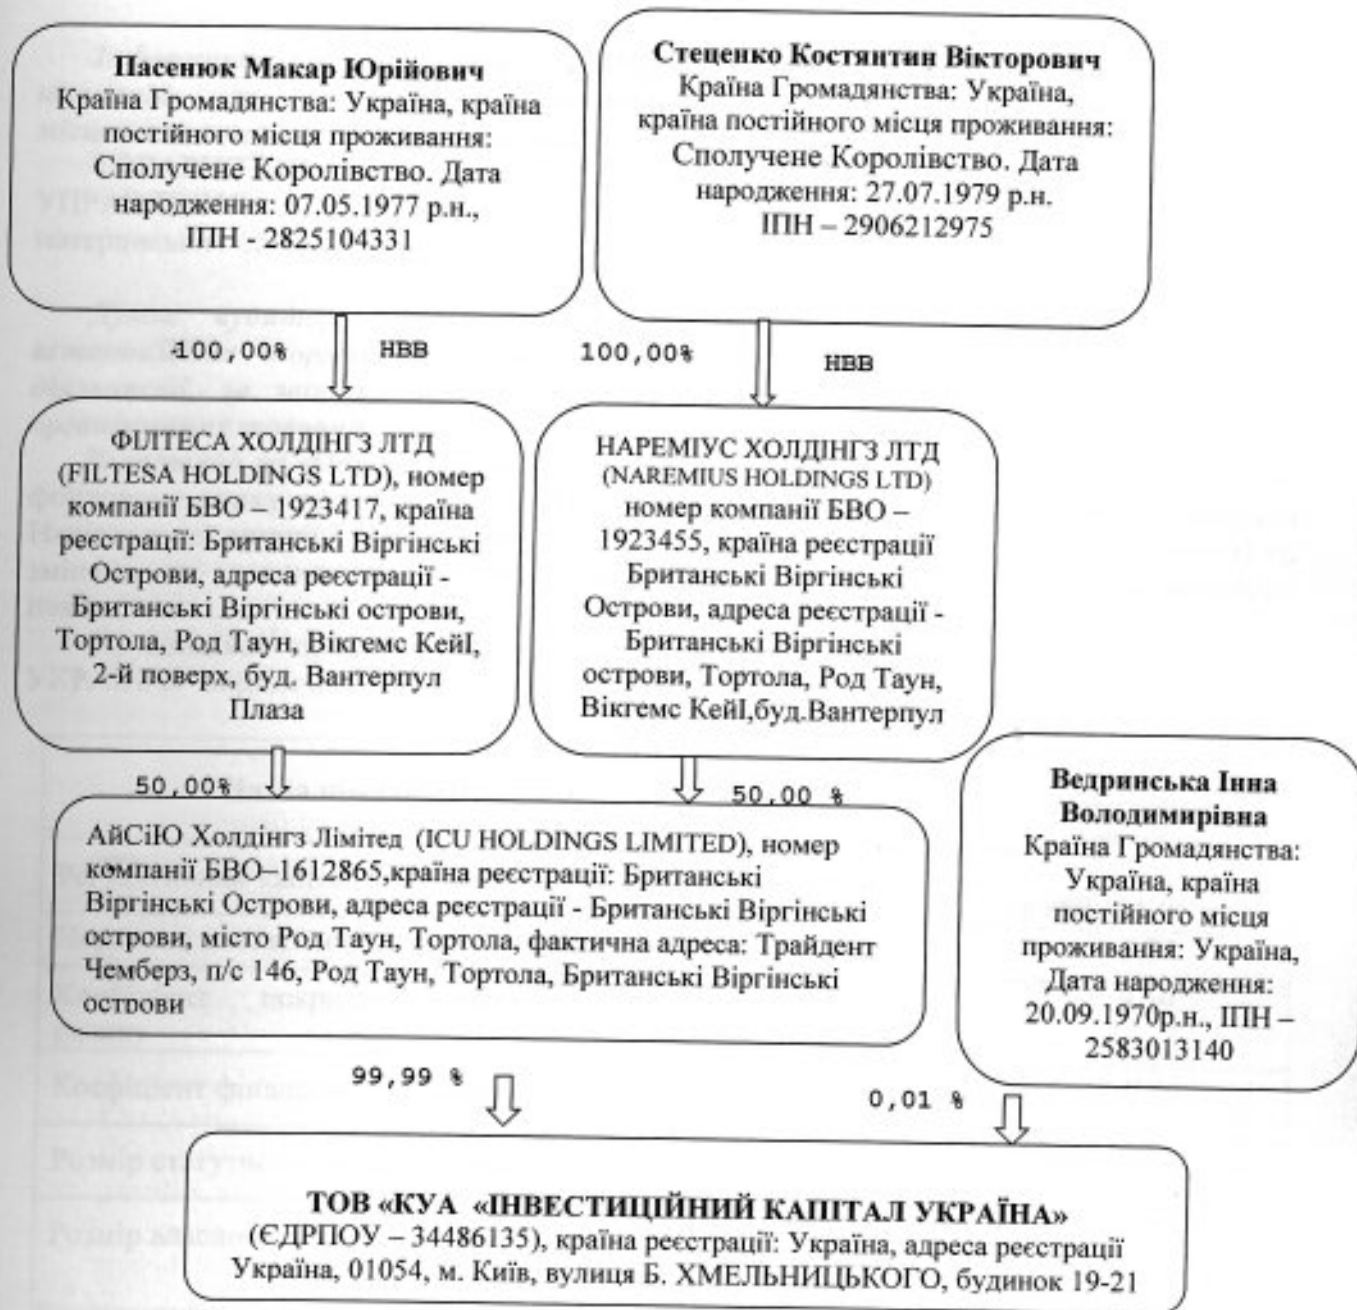 Пасенюк Макар Юрійович
Країна Громадянства: Україна, країна
постійного місця проживання:
Сполучене Королівство. Дата
народження: 07.05.1977 р.н.,
ІПН - 2825104331
Стеценко Костянтин Вікторович
Країна Громадянства: Україна,
країна постійного місця проживання:
Сполучене Королівство. Дата
народження: 27.07.1979 р.н.
ІПН – 2906212975
100,00%
НВВ
100,00%
НВВ
ФІЛТЕСА ХОЛДІНГЗ ЛТД
(FILTESA HOLDINGS LTD), номер
компанії БВО – 1923417, країна
реєстрації: Британські Віргінські
Острови, адреса реєстрації -
Британські Віргінські острови,
Тортола, Род Таун, Вікгемс КейІ,
2-й поверх, буд. Вантерпул
Плаза
НАРЕМІУС ХОЛДІНГЗ ЛТД
(NAREMIUS HOLDINGS LTD)
номер компанії БВО –
1923455, країна реєстрації
Британські Віргінські
Острови, адреса реєстрації -
Британські Віргінські
острови, Тортола, Род Таун,
Вікгемс КейІ,буд.Вантерпул
50,00%
50,00 %
АйСіЮ Холдінгз Лімітед (ICU HOLDINGS LIMITED), номер
компанії БВО–1612865,країна реєстрації: Британські
Віргінські Острови, адреса реєстрації - Британські Віргінські
острови, місто Род Таун, Тортола, фактична адреса: Трайдент
Чемберз, п/с 146, Род Таун, Тортола, Британські Віргінські
острови
Ведринська Інна
Володимирівна
Країна Громадянства:
Україна, країна
постійного місця
проживання: Україна,
Дата народження:
20.09.1970р.н., ІПН –
2583013140
99,99 %
0,01 %
ТОВ «КУА «ІНВЕСТИЦІЙНИЙ КАПІТАЛ УКРАЇНА»
(ЄДРПОУ – 34486135), країна реєстрації: Україна, адреса реєстрації
Україна, 01054, м. Київ, вулиця Б. ХМЕЛЬНИЦЬКОГО, будинок 19-21